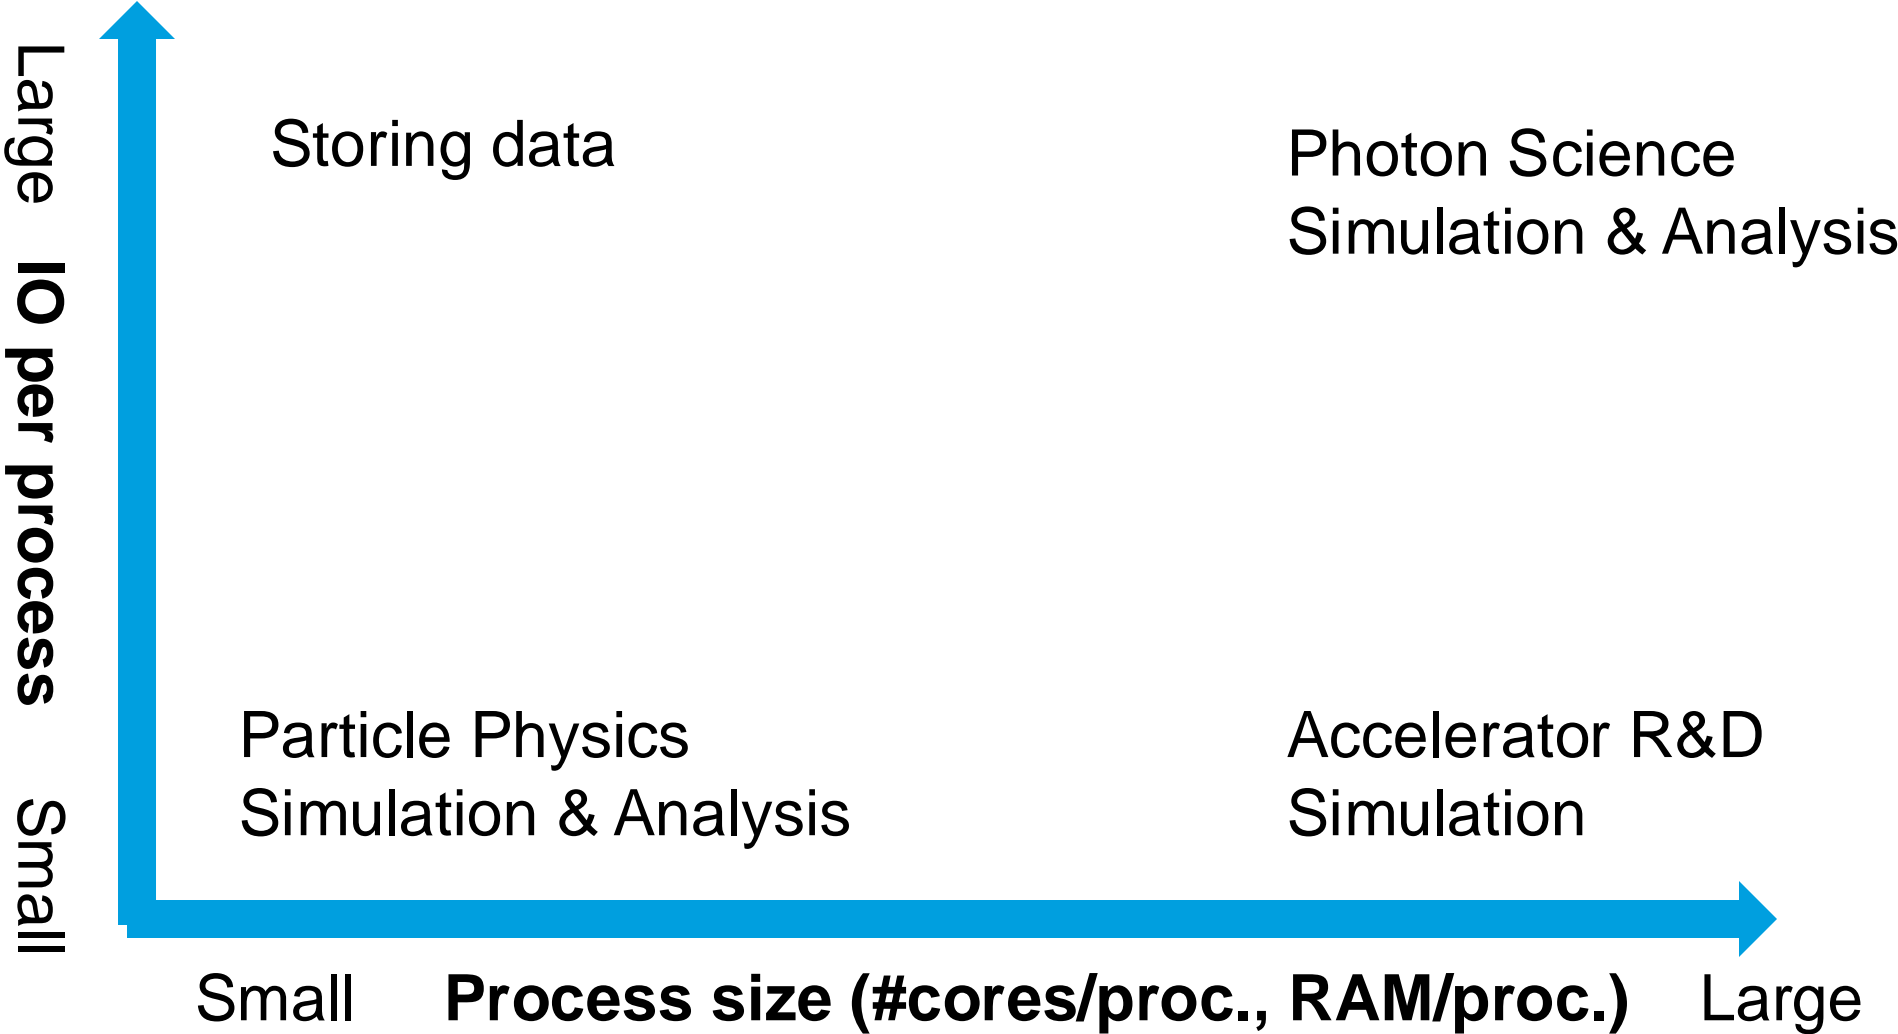 Large IO per process Small
Storing data
Photon Science
Simulation & Analysis
Particle Physics
Simulation & Analysis
Accelerator R&D
Simulation
Small Process size (#cores/proc., RAM/proc.) Large